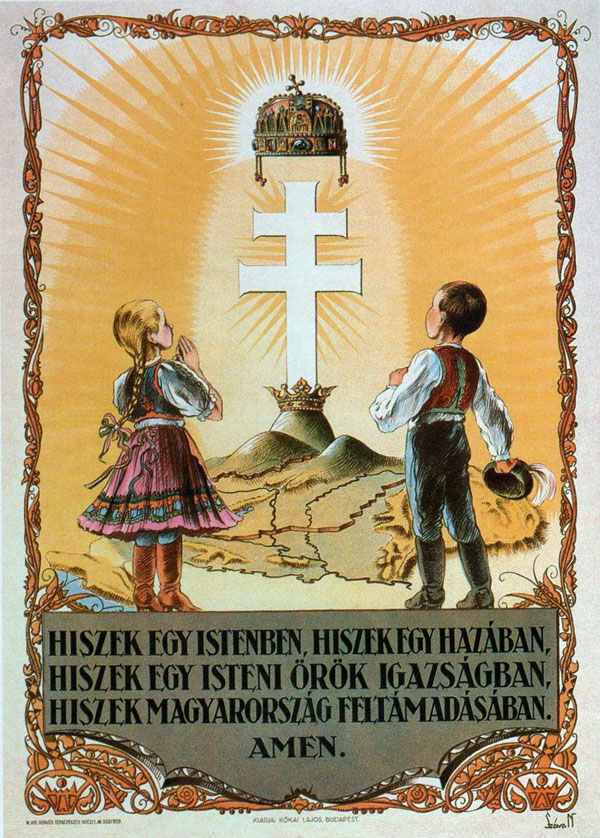 HISZEK EGY ISTENBEN, HISZEK EGY HAZÁBAN,
HISZEK EGY ISTENI ÖRÖK IGAZSÁGBAN,
HISZEK MAGYARORSZÁG FELTÁMADÁSÁBAN.
AMEN.
KIADJA: KÓKAI LAJOS, BUDAPEST.